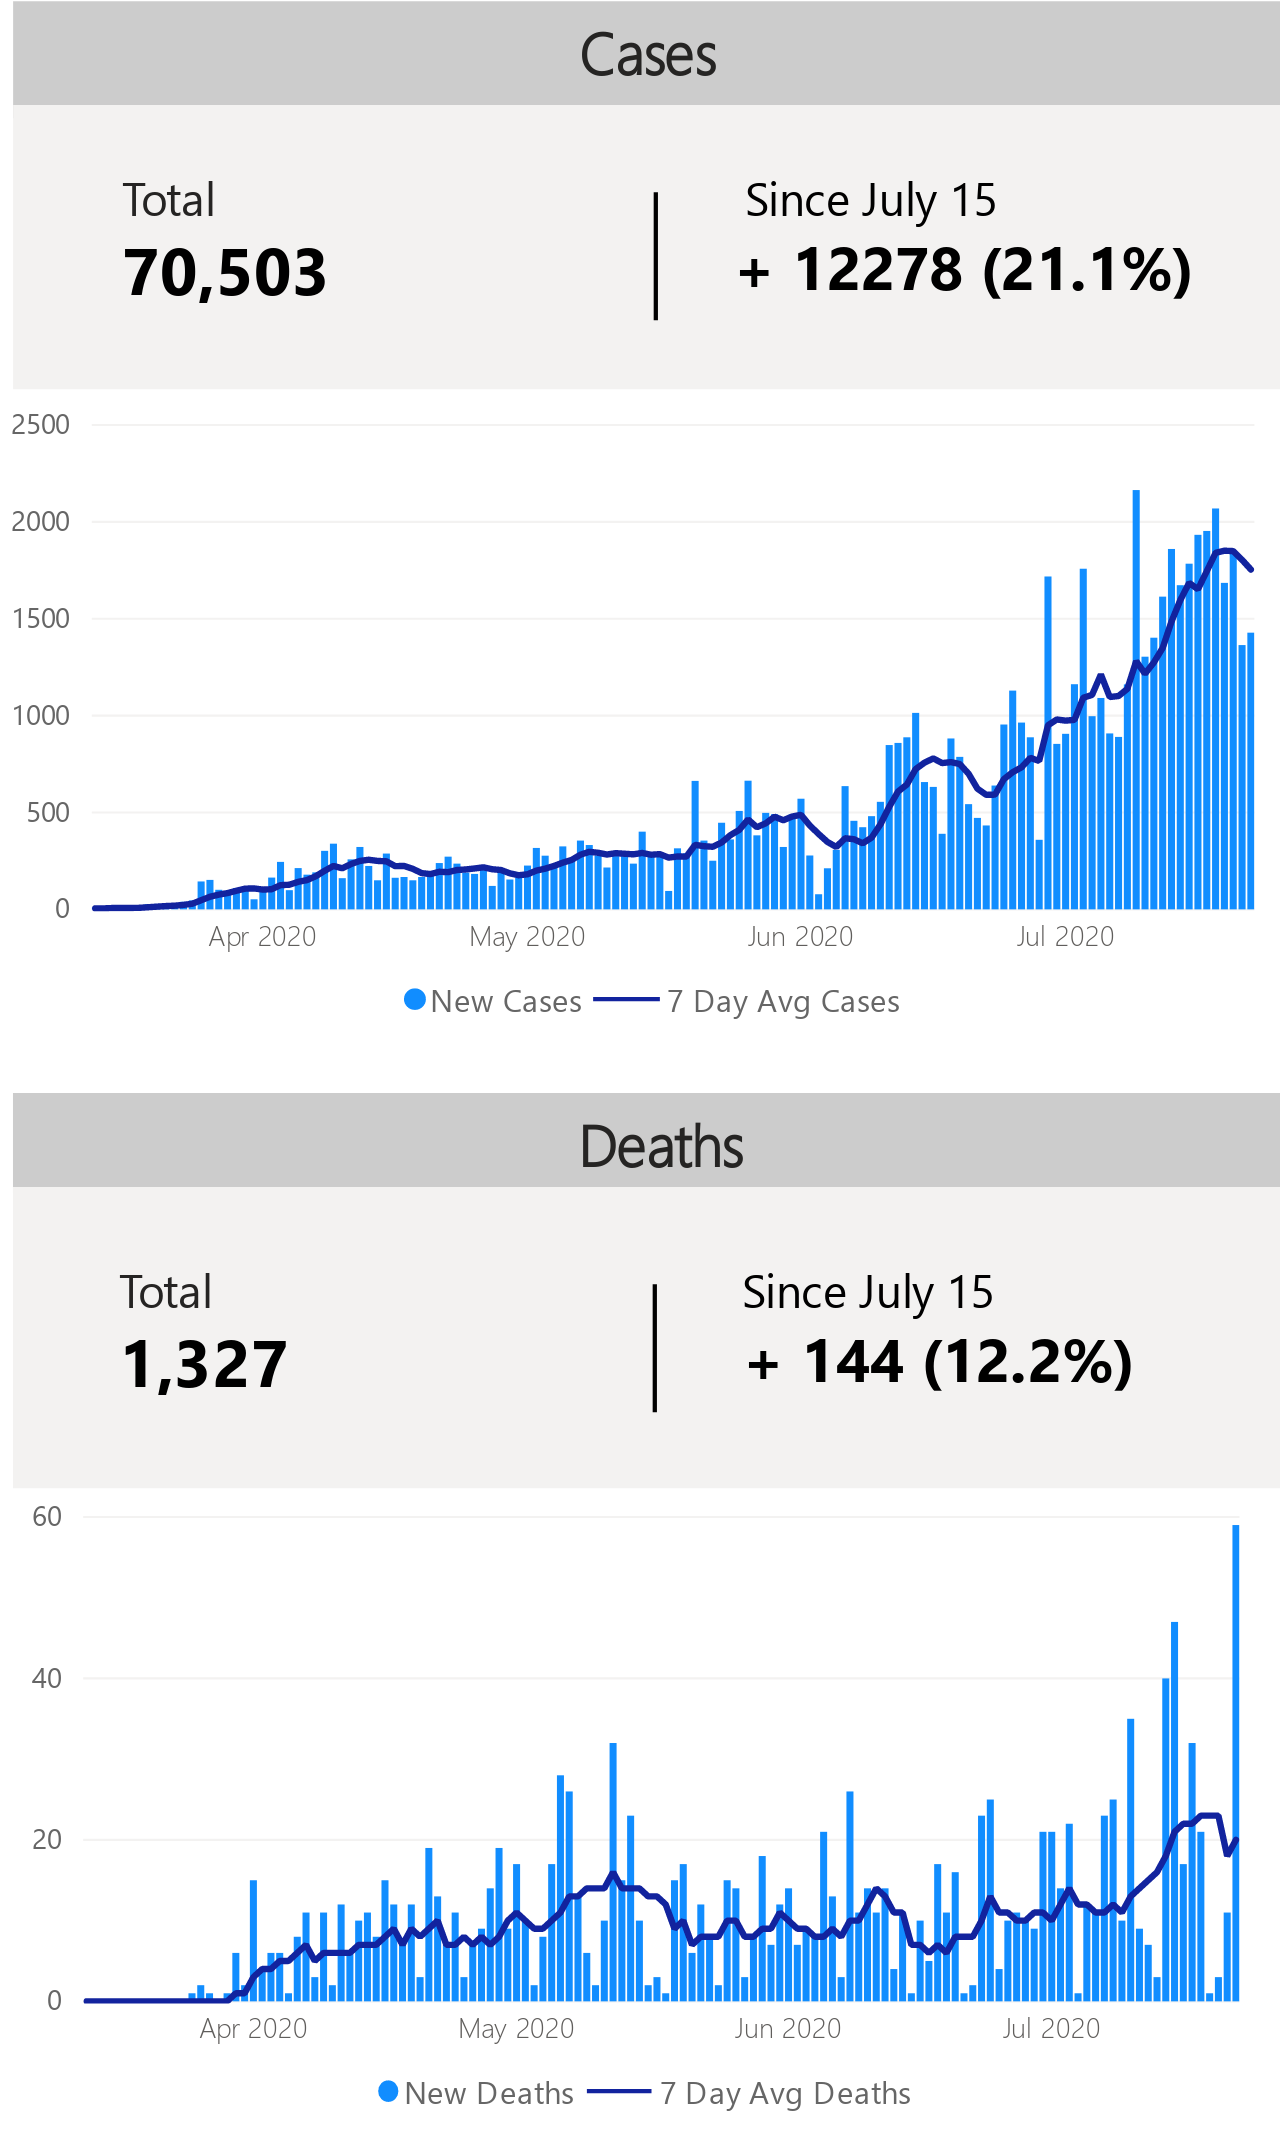 Cases
Total
Since July 15
70,503
+ 12278 (21.1%)
2500
2000
1500
1000
500
0
Apr 2020
May 2020
Jun 2020
Jul 2020
New Cases
7 Day Avg Cases
Deaths
Total
Since July 15
1,327
+ 144 (12.2%)
60
40
20
0
Apr 2020
May 2020
Jun 2020
Jul 2020
New Deaths
7 Day Avg Deaths